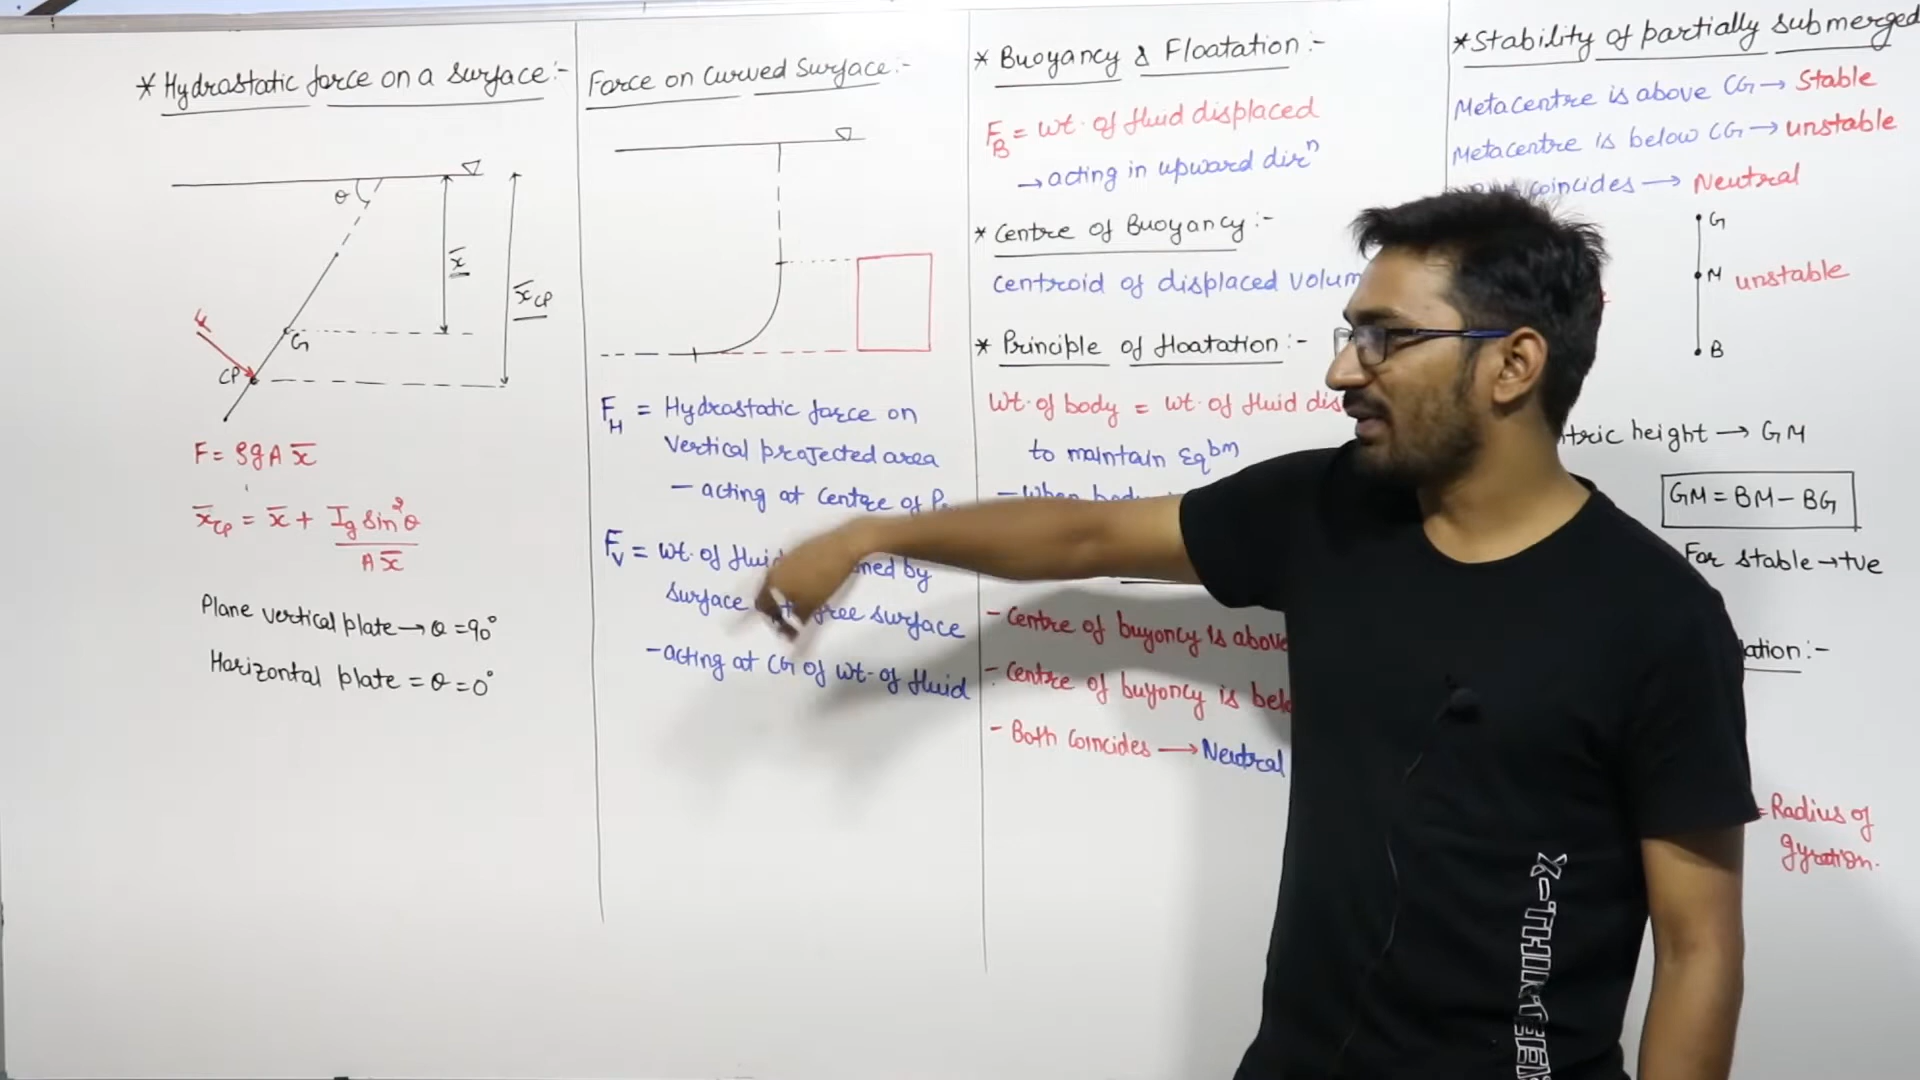 * Hydrostatic force on a surface:-
θ
x̄
x̄cp
F
G
CP
F = ρgA x̄
x̄cp = x̄ + Ig sin²θ / A x̄
Plane vertical plate → θ = 90°
Horizontal plate = θ = 0°
Force on Curved Surface:-
FH = Hydrostatic force on
vertical projected area
- acting at Centre of
FV = wt. of fluid
by
surface free surface
- acting at CG of wt. of fluid
* Buoyancy & Floatation:-
FB = wt. of fluid displaced
→ acting in upward dirⁿ
* Centre of Buoyancy:-
Centroid of displaced
* Principle of floatation:-
wt. of body = wt. of fluid
to maintain Eqbm
- When
- Centre of buyoncy is above
- Centre of buyoncy is
- Both Coincides → Neutral
*Stability of partially submerged
Metacentre is above CG → Stable
Metacentre is below CG → unstable
coincides → Neutral
G
M unstable
B
height → GM
GM = BM - BG
For stable → +ve
= Radius of
gyration.
X-THIKEE